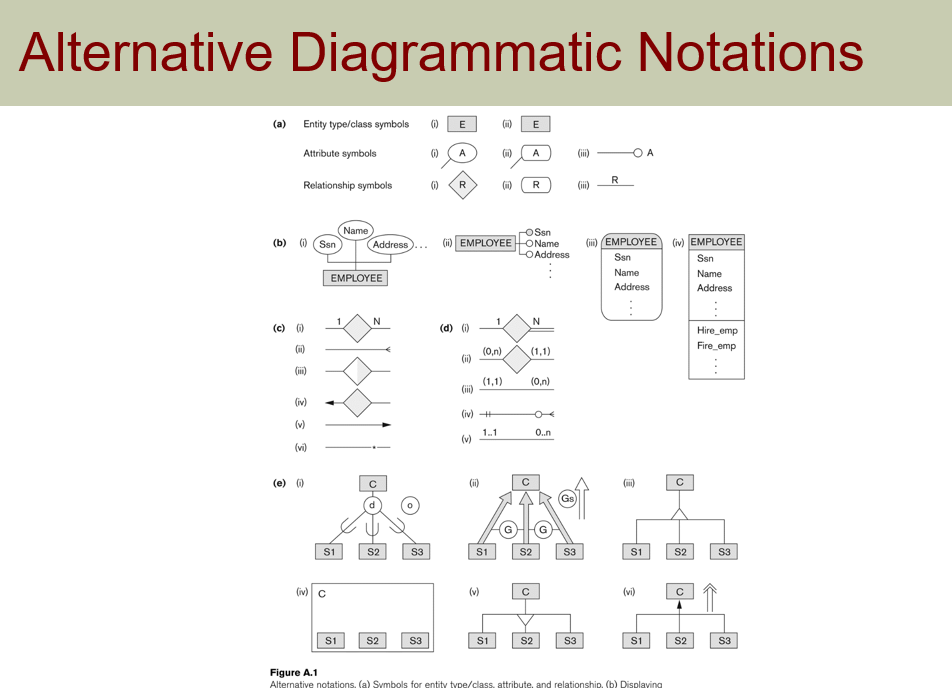 Alternative Diagrammatic Notations
(a) Entity type/class symbols (i) E (ii) E
Attribute symbols (i) A (ii) A (iii) A
Relationship symbols (i) R (ii) R (iii) R
(b) (i) Ssn Name Address ... EMPLOYEE
(ii) EMPLOYEE Ssn
Name
Address
(iii) EMPLOYEE
Ssn
Name
Address
(iv) EMPLOYEE
Ssn
Name
Address
Hire_emp
Fire_emp
(c) (i) 1 N
(ii)
(iii)
(iv)
(v)
(vi)
(d) (i) 1 N
(ii) (0,n) (1,1)
(iii) (1,1) (0,n)
(iv)
(v) 1..1 0..n
(e) (i) C
d o
S1 S2 S3
(ii) C
Gs
G G
S1 S2 S3
(iii) C
S1 S2 S3
(iv) C
S1 S2 S3
(v) C
S1 S2 S3
(vi) C
S1 S2 S3
Figure A.1
Alternative notations. (a) Symbols for entity type/class, attribute, and relationship. (b) Displaying